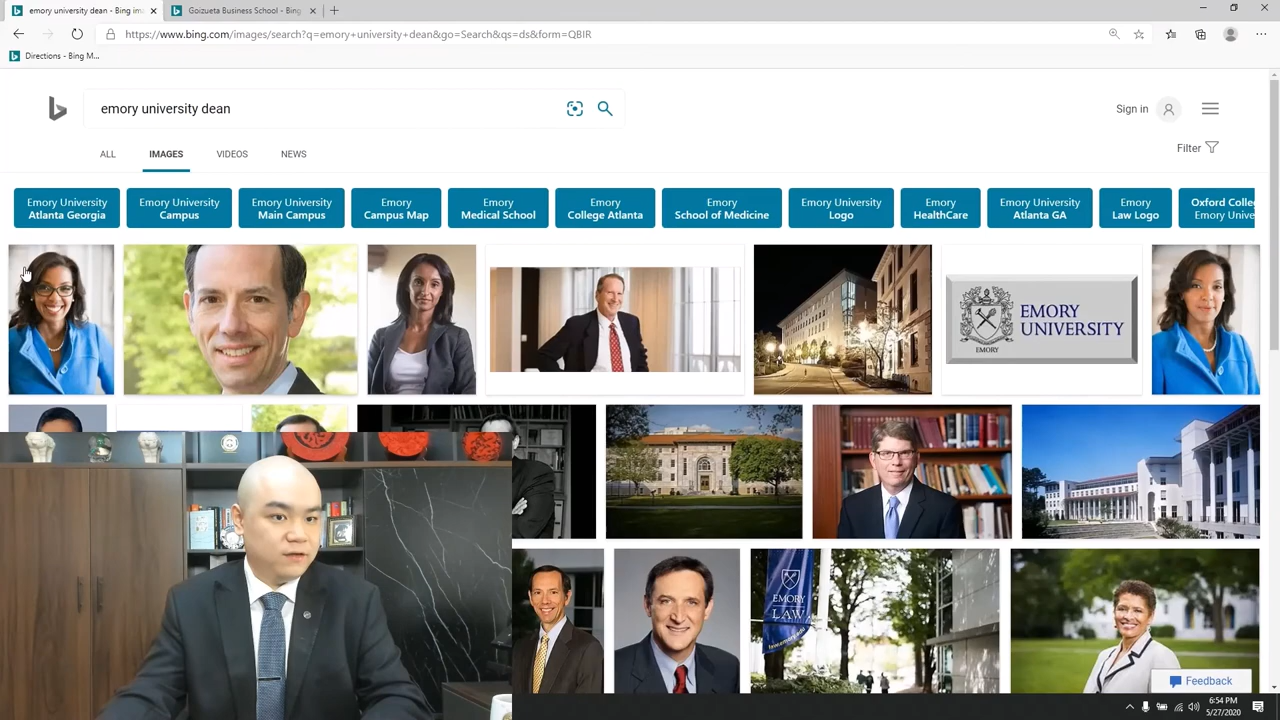 emory university dean - Bing im
Goizueta Business School - Bing
https://www.bing.com/images/search?q=emory+university+dean&go=Search&qs=ds&form=QBIR
Directions - Bing M...
emory university dean
Sign in
ALL
IMAGES
VIDEOS
NEWS
Filter
Emory University
Atlanta Georgia
Emory University
Campus
Emory University
Main Campus
Emory
Campus Map
Emory
Medical School
Emory
College Atlanta
Emory
School of Medicine
Emory University
Logo
Emory
HealthCare
Emory University
Atlanta GA
Emory
Law Logo
Oxford Colle
Emory Unive
EMORY
UNIVERSITY
EMORY
EMORY
LAW
Feedback
6:54 PM
5/27/2020